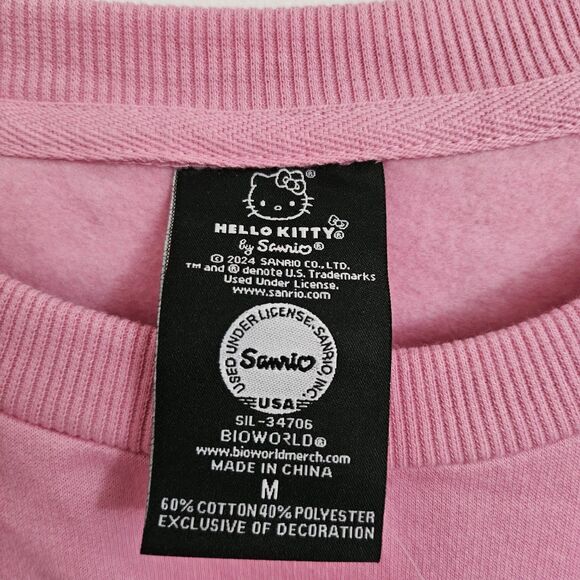 ®
HELLO KITTY®
by Sanrio®
© 2024 SANRIO CO., LTD.
TM and ® denote U.S. Trademarks
Used Under License.
www.sanrio.com
USED UNDER LICENSE. SANRIO, INC.
Sanrio
USA
SIL-34706
BIOWORLD®
www.bioworldmerch.com
MADE IN CHINA
M
60% COTTON 40% POLYESTER
EXCLUSIVE OF DECORATION